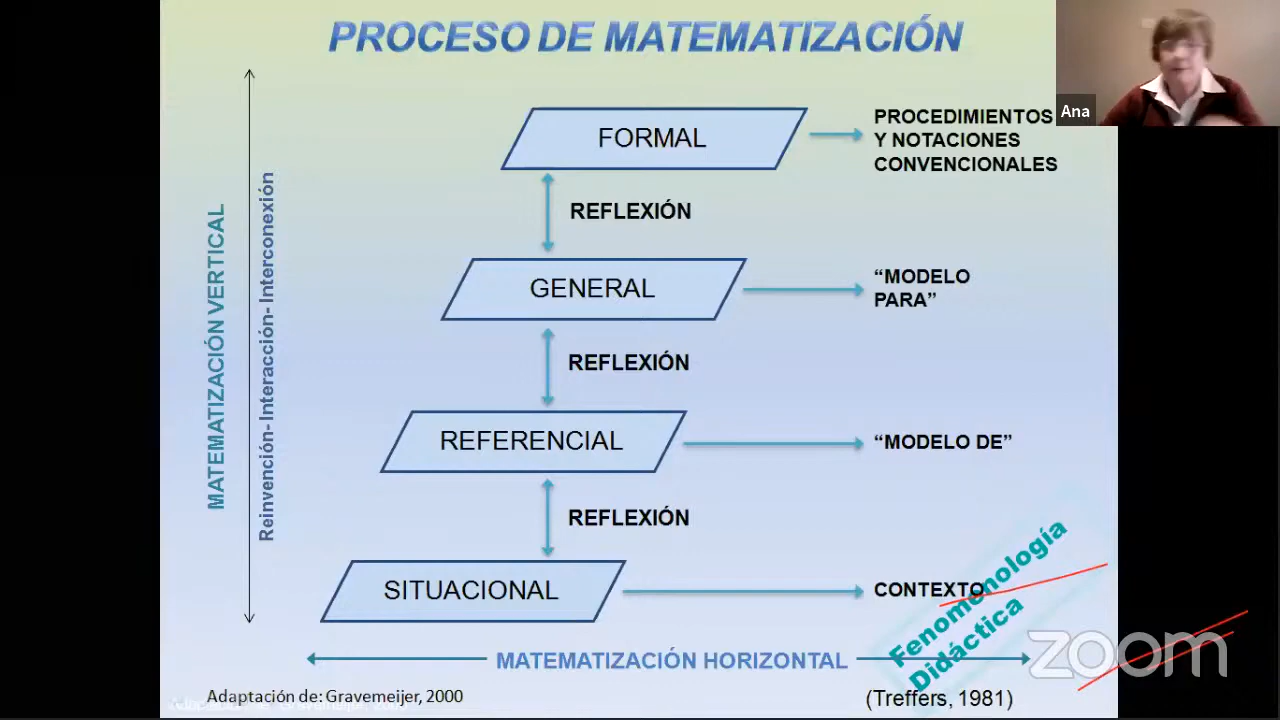 PROCESO DE MATEMATIZACIÓN
Ana
FORMAL
PROCEDIMIENTOS
Y NOTACIONES
CONVENCIONALES
REFLEXIÓN
GENERAL
“MODELO
PARA”
REFLEXIÓN
REFERENCIAL
“MODELO DE”
REFLEXIÓN
SITUACIONAL
CONTEXTO
MATEMATIZACIÓN VERTICAL
Reinvención- Interacción- Interconexión
Fenomenología
Didáctica
MATEMATIZACIÓN HORIZONTAL
Adaptación de: Gravemeijer, 2000
(Treffers, 1981)
zoom